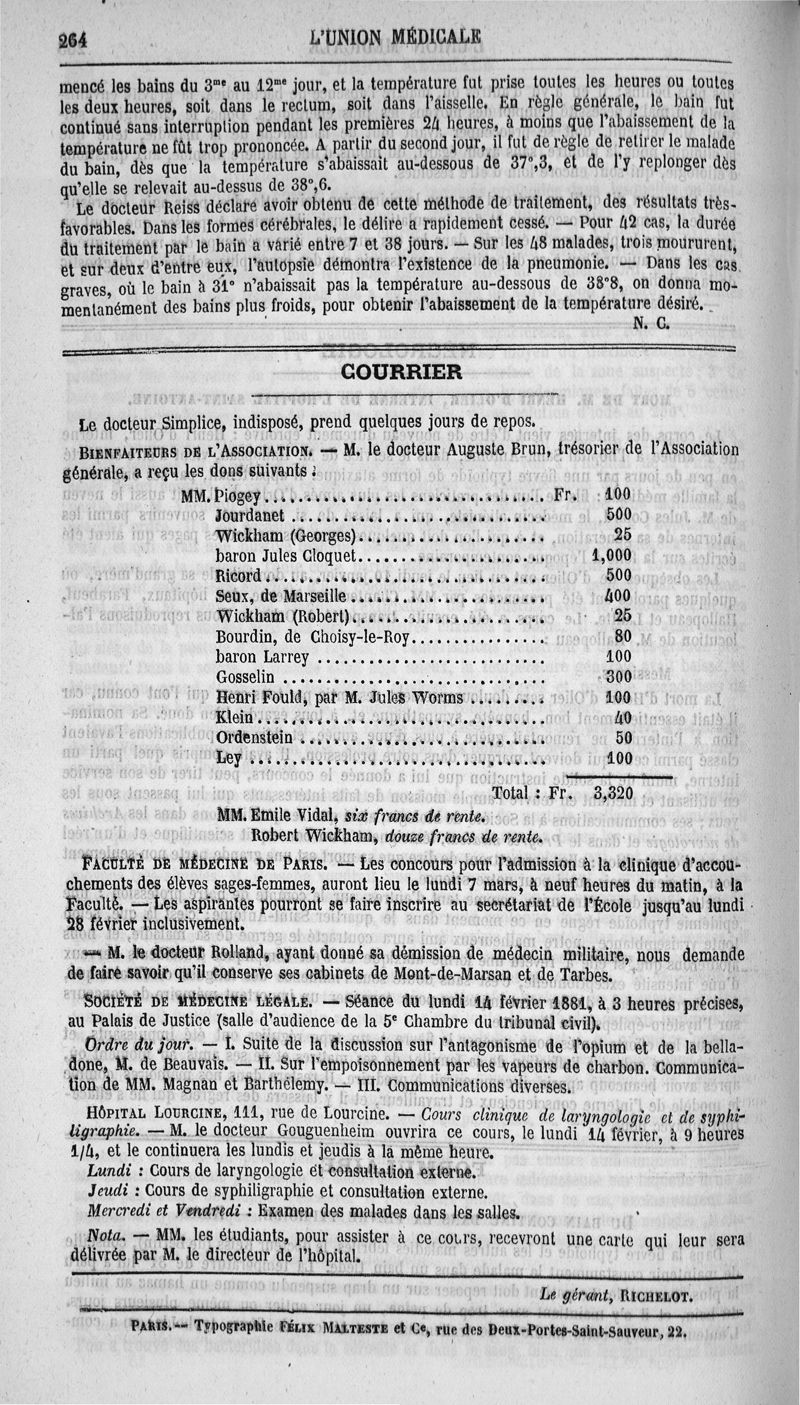 264
L'UNION MÉDICALE
mencé les bains du 3me au 12me jour, et la température fut prise toutes les heures ou toutes
les deux heures, soit dans le rectum, soit dans l'aisselle. En règle générale, le bain fut
continué sans interruption pendant les premières 24 heures, à moins que l'abaissement de la
température ne fût trop prononcée. A partir du second jour, il fut de règle de retirer le malade
du bain, dès que la température s'abaissait au-dessous de 37°,3, et de l'y replonger dès
qu'elle se relevait au-dessus de 38°,6.
Le docteur Reiss déclare avoir obtenu de cette méthode de traitement, des résultats très-
favorables. Dans les formes cérébrales, le délire a rapidement cessé. — Pour 42 cas, la durée
du traitement par le bain a varié entre 7 et 38 jours. — Sur les 48 malades, trois moururent,
et sur deux d'entre eux, l'autopsie démontra l'existence de la pneumonie. — Dans les cas
graves, où le bain à 31° n'abaissait pas la température au-dessous de 38°8, on donna mo-
mentanément des bains plus froids, pour obtenir l'abaissement de la température désiré.
N. C.
COURRIER
Le docteur Simplice, indisposé, prend quelques jours de repos.
BIENFAITEURS DE L'ASSOCIATION. — M. le docteur Auguste Brun, trésorier de l'Association
générale, a reçu les dons suivants :
MM. Piogey.............................. Fr. 100
Jourdanet .............................. 500
Wickham (Georges)...................... 25
baron Jules Cloquet...................... 1,000
Ricord.................................. 500
Seux, de Marseille ....................... 400
Wickham (Robert)....................... 25
Bourdin, de Choisy-le-Roy................ 80
baron Larrey ........................... 100
Gosselin ............................... 300
Henri Fould, par M. Jules Worms ......... 100
Klein................................... 40
Ordenstein ............................. 50
Ley .................................... 100
Total : Fr. 3,320
MM. Emile Vidal, six francs de rente.
Robert Wickham, douze francs de rente.
FACULTÉ DE MÉDECINE DE PARIS. — Les concours pour l'admission à la clinique d'accou-
chements des élèves sages-femmes, auront lieu le lundi 7 mars, à neuf heures du matin, à la
Faculté. — Les aspirantes pourront se faire inscrire au secrétariat de l'École jusqu'au lundi
28 février inclusivement.
— M. le docteur Rolland, ayant donné sa démission de médecin militaire, nous demande
de faire savoir qu'il conserve ses cabinets de Mont-de-Marsan et de Tarbes.
SOCIÉTÉ DE MÉDECINE LÉGALE. — Séance du lundi 14 février 1881, à 3 heures précises,
au Palais de Justice (salle d'audience de la 5e Chambre du tribunal civil).
Ordre du jour. — I. Suite de la discussion sur l'antagonisme de l'opium et de la bella-
done, M. de Beauvais. — II. Sur l'empoisonnement par les vapeurs de charbon. Communica-
tion de MM. Magnan et Barthélemy. — III. Communications diverses.
HÔPITAL LOURCINE, 111, rue de Lourcine. — Cours clinique de laryngologie et de syphi-
ligraphie. — M. le docteur Gouguenheim ouvrira ce cours, le lundi 14 février, à 9 heures
1/4, et le continuera les lundis et jeudis à la même heure.
Lundi : Cours de laryngologie et consultation externe.
Jeudi : Cours de syphiligraphie et consultation externe.
Mercredi et Vendredi : Examen des malades dans les salles.
Nota. — MM. les étudiants, pour assister à ce cours, recevront une carte qui leur sera
délivrée par M. le directeur de l'hôpital.
Le gérant, RICHELOT.
PARIS. — Typographie FÉLIX MALTESTE et Ce, rue des Deux-Portes-Saint-Sauveur, 22.